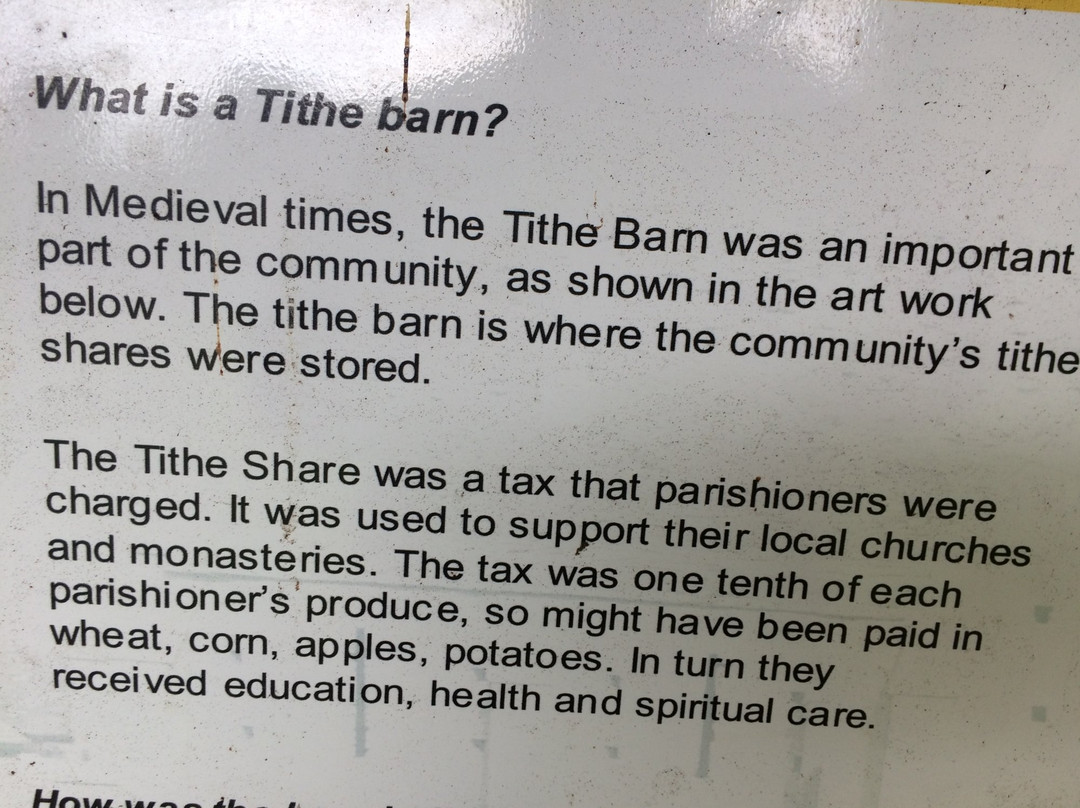 What is a Tithe barn?
In Medieval times, the Tithe Barn was an important
part of the community, as shown in the art work
below. The tithe barn is where the community's tithe
shares were stored.
The Tithe Share was a tax that parishioners were
charged. It was used to support their local churches
and monasteries. The tax was one tenth of each
parishioner's produce, so might have been paid in
wheat, corn, apples, potatoes. In turn they
received education, health and spiritual care.
How was the